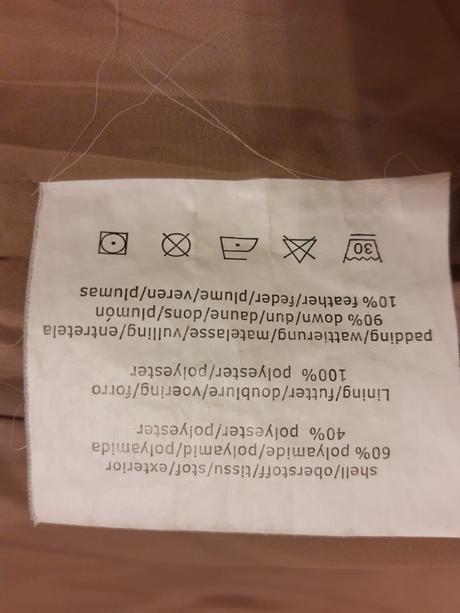 shell/oberstoff/tissu/stof/exterior
60% polyamide/polyamid/polyamida
40% polyester/polyester
Lining/futter/doublure/voering/forro
100% polyester/polyester
padding/wattierung/matelasse/vulling/entretela
90% down/daune/dun/dons/plumón
10% feather/feder/plume/veren/plumas
30